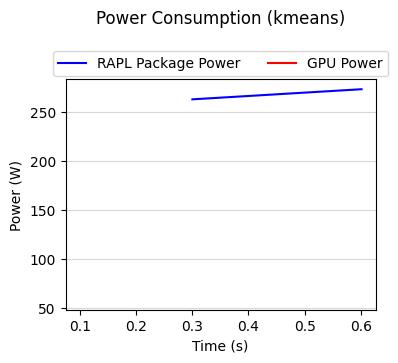 Power Consumption (kmeans)
RAPL Package Power
GPU Power
250
200
150
100
50
Power (W)
0.1 0.2 0.3 0.4 0.5 0.6
Time (s)